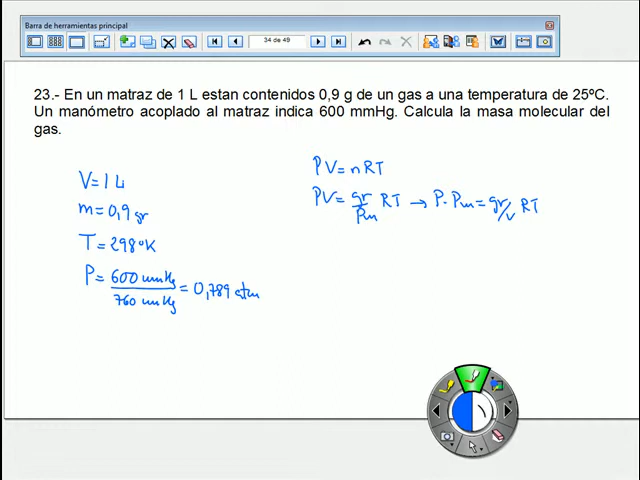 Barra de herramientas principal
34 de 49
23.- En un matraz de 1 L estan contenidos 0,9 g de un gas a una temperatura de 25ºC.
Un manómetro acoplado al matraz indica 600 mmHg. Calcula la masa molecular del
gas.
PV = nRT
V = 1 L
PV = gr/Pm RT → P · Pm = gr/V RT
m = 0,9 gr
T = 298ºK
P = 600 mmHg / 760 mmHg = 0,789 atm